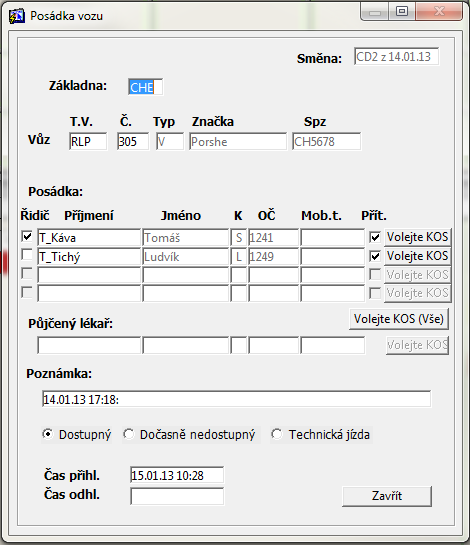 Posádka vozu
Směna: CD2 z 14.01.13
Základna: CHE
T.V. Č. Typ Značka Spz
Vůz RLP 305 V Porshe CH5678
Posádka:
Řidič Příjmení Jméno K OČ Mob.t. Přít.
T_Káva Tomáš S 1241 Volejte KOS
T_Tichý Ludvík L 1249 Volejte KOS
Volejte KOS
Volejte KOS
Volejte KOS (Vše)
Půjčený lékař:
Volejte KOS
Poznámka:
14.01.13 17:18:
Dostupný Dočasně nedostupný Technická jízda
Čas přihl. 15.01.13 10:28
Čas odhl.
Zavřít